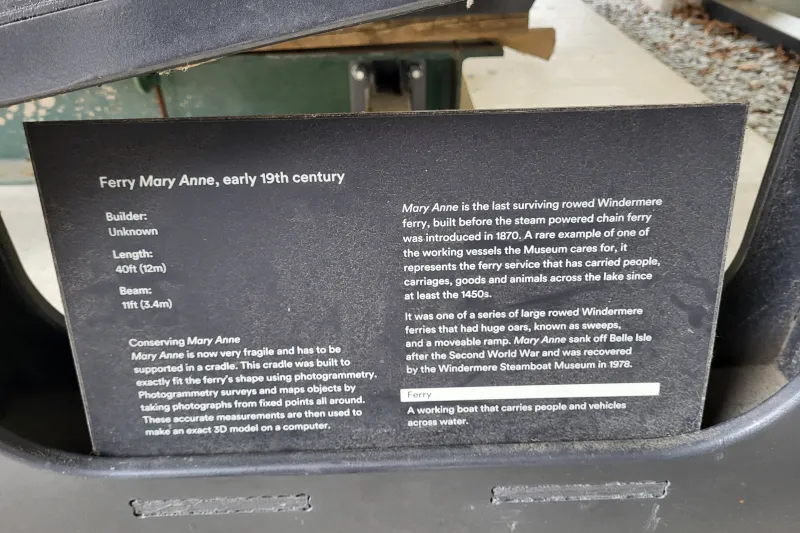 Ferry Mary Anne, early 19th century
Builder:
Unknown
Length:
40ft (12m)
Beam:
11ft (3.4m)
Conserving Mary Anne
Mary Anne is now very fragile and has to be
supported in a cradle. This cradle was built to
exactly fit the ferry's shape using photogrammetry.
Photogrammetry surveys and maps objects by
taking photographs from fixed points all around.
These accurate measurements are then used to
make an exact 3D model on a computer.
Mary Anne is the last surviving rowed Windermere
ferry, built before the steam powered chain ferry
was introduced in 1870. A rare example of one of
the working vessels the Museum cares for, it
represents the ferry service that has carried people,
carriages, goods and animals across the lake since
at least the 1450s.
It was one of a series of large rowed Windermere
ferries that had huge oars, known as sweeps,
and a moveable ramp. Mary Anne sank off Belle Isle
after the Second World War and was recovered
by the Windermere Steamboat Museum in 1978.
Ferry
A working boat that carries people and vehicles
across water.